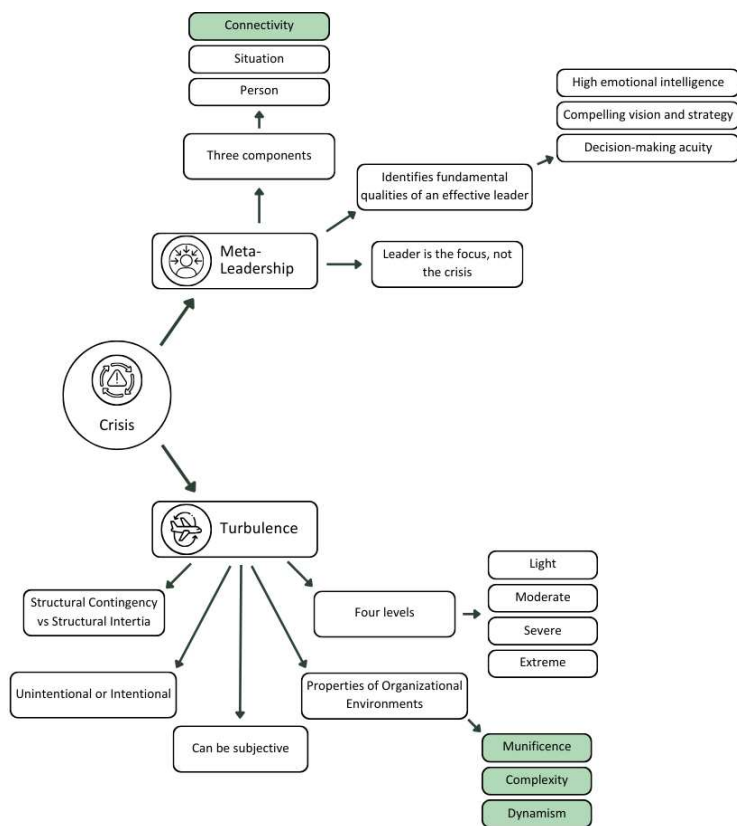 Connectivity
Situation
Person
Three components
High emotional intelligence
Compelling vision and strategy
Decision-making acuity
Identifies fundamental
qualities of an effective leader
Meta-
Leadership
Leader is the focus, not
the crisis
Crisis
Turbulence
Structural Contingency
vs Structural Intertia
Four levels
Light
Moderate
Severe
Extreme
Unintentional or Intentional
Properties of Organizational
Environments
Can be subjective
Munificence
Complexity
Dynamism